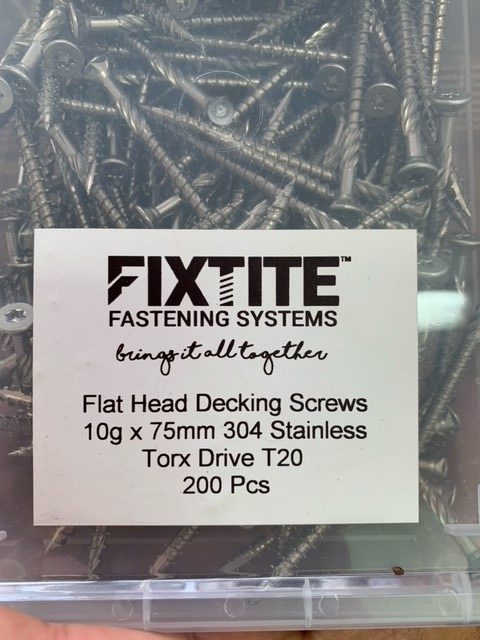 FIXTITE™
FASTENING SYSTEMS
brings it all together
Flat Head Decking Screws
10g x 75mm 304 Stainless
Torx Drive T20
200 Pcs